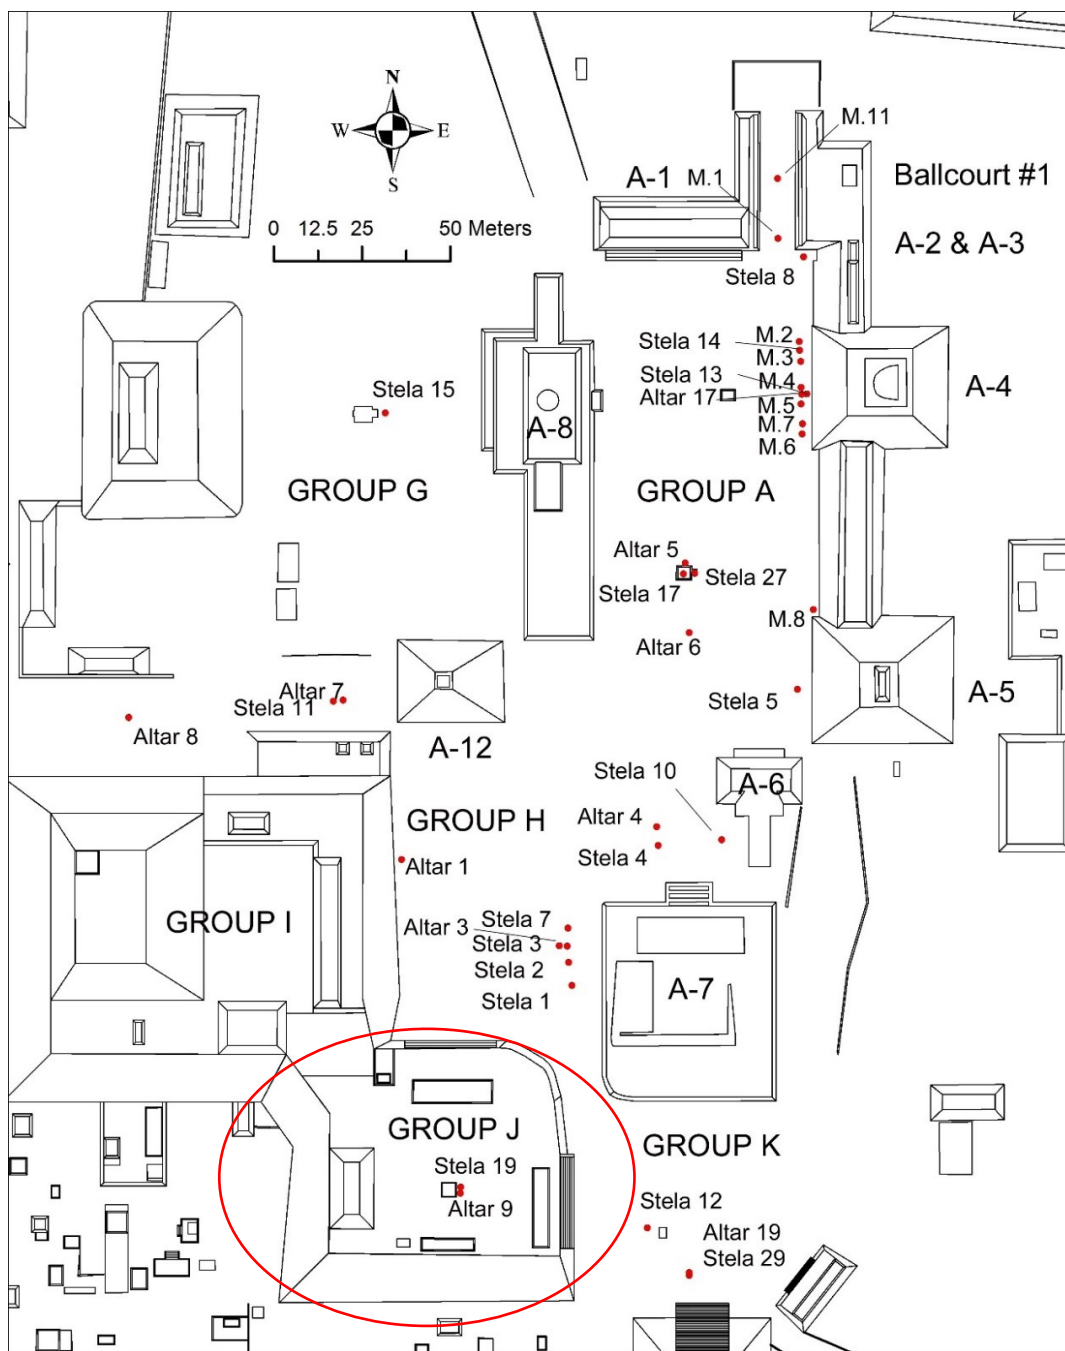 N
W E
S
0 12.5 25 50 Meters
A-1
M.1
M.11
Ballcourt #1
A-2 & A-3
Stela 8
M.2
Stela 14
M.3
Stela 13
M.4
Altar 17
M.5
M.7
M.6
A-4
Stela 15
A-8
GROUP G
GROUP A
Altar 5
Stela 27
Stela 17
M.8
Altar 6
Stela 5
A-5
Altar 7
Stela 11
Altar 8
A-12
Stela 10
A-6
GROUP H
Altar 4
Stela 4
Altar 1
GROUP I
Stela 7
Altar 3
Stela 3
Stela 2
Stela 1
A-7
GROUP J
GROUP K
Stela 19
Altar 9
Stela 12
Altar 19
Stela 29